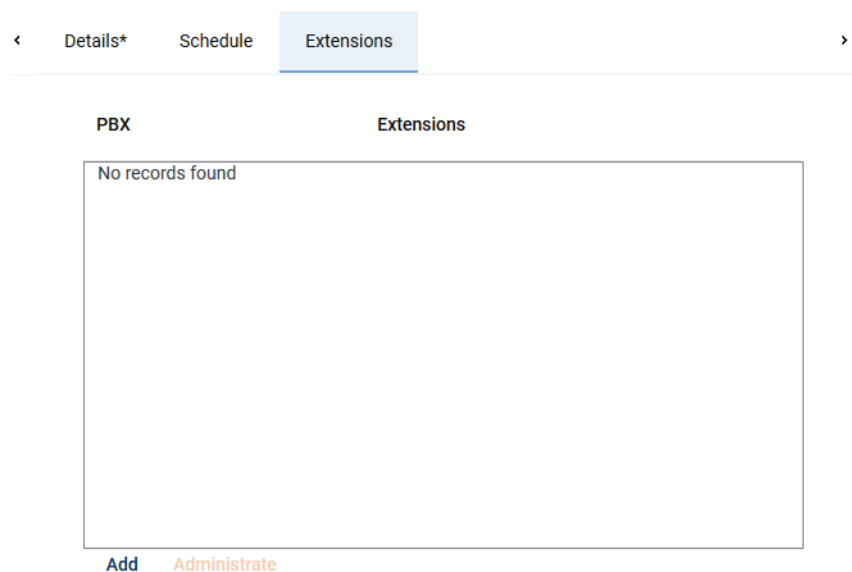 Details* Schedule Extensions
PBX Extensions
No records found
Add Administrate